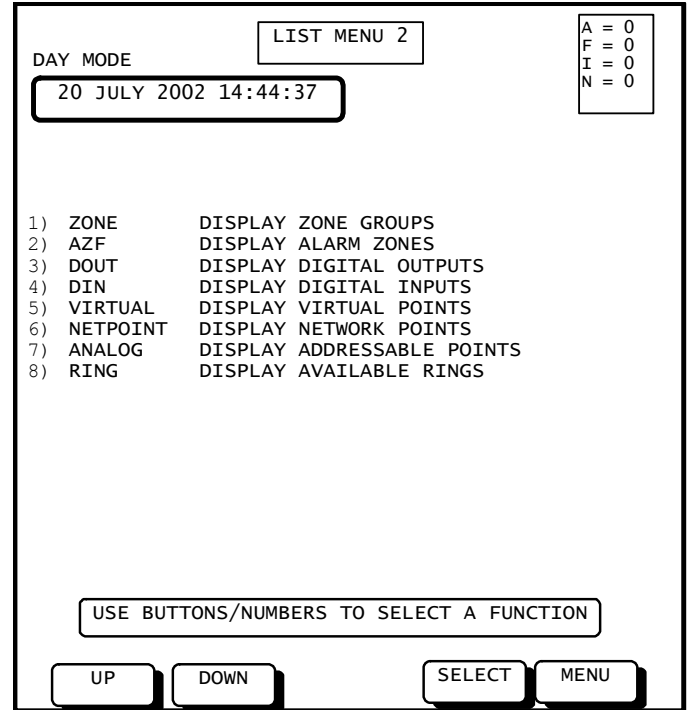 LIST MENU 2
A = 0
F = 0
I = 0
N = 0
DAY MODE
20 JULY 2002 14:44:37
1) ZONE DISPLAY ZONE GROUPS
2) AZF DISPLAY ALARM ZONES
3) DOUT DISPLAY DIGITAL OUTPUTS
4) DIN DISPLAY DIGITAL INPUTS
5) VIRTUAL DISPLAY VIRTUAL POINTS
6) NETPOINT DISPLAY NETWORK POINTS
7) ANALOG DISPLAY ADDRESSABLE POINTS
8) RING DISPLAY AVAILABLE RINGS
USE BUTTONS/NUMBERS TO SELECT A FUNCTION
UP DOWN SELECT MENU